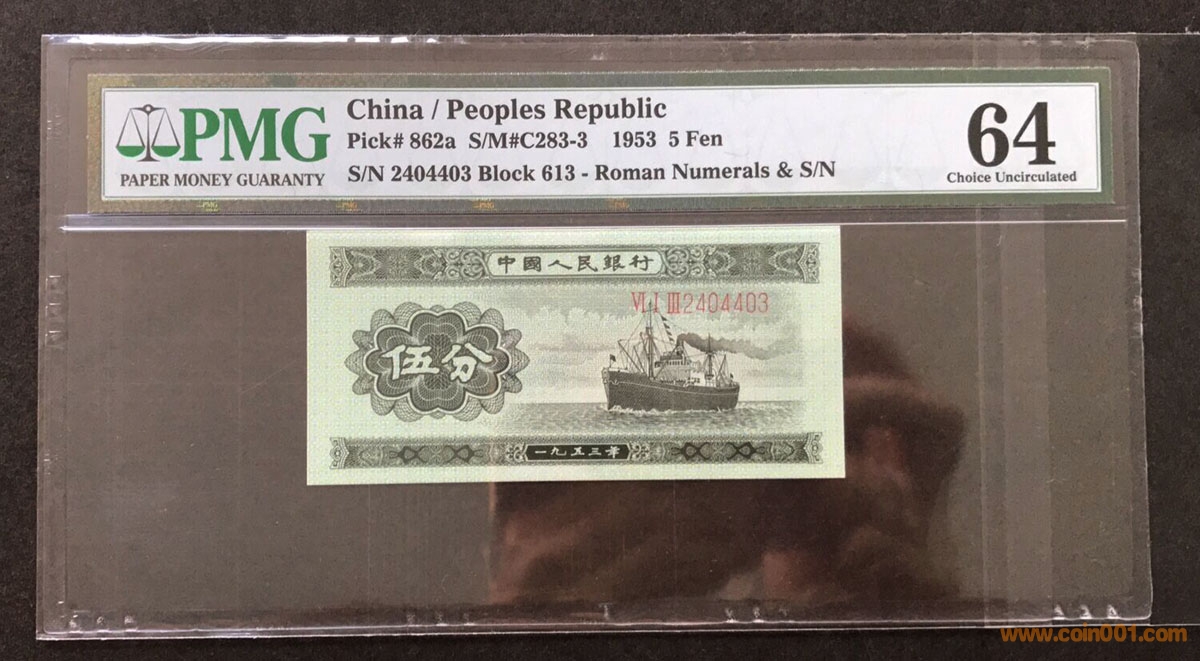 PMG
PAPER MONEY GUARANTY
China / Peoples Republic
Pick# 862a S/M#C283-3 1953 5 Fen
S/N 2404403 Block 613 - Roman Numerals & S/N
64
Choice Uncirculated
中國人民銀行
VI I III 2404403
伍分
一九五三年
www.coin001.com